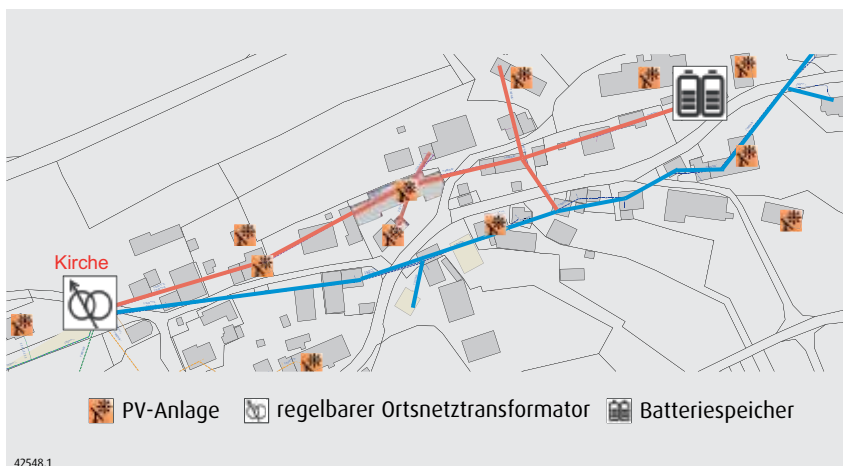 Kirche
PV-Anlage regelbarer Ortsnetztransformator Batteriespeicher
42548.1